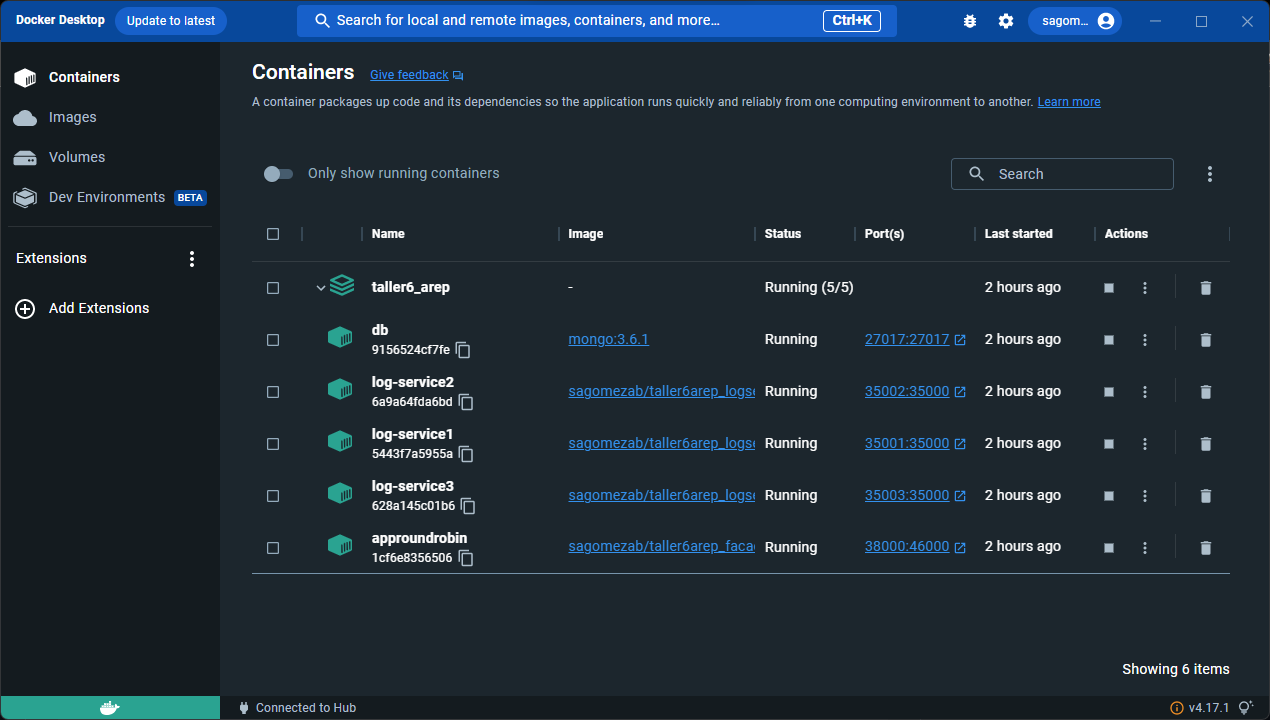 Docker Desktop Update to latest Search for local and remote images, containers, and more... Ctrl+K sagom...
Containers
Images
Volumes
Dev Environments BETA
Extensions
Add Extensions
Containers Give feedback
A container packages up code and its dependencies so the application runs quickly and reliably from one computing environment to another. Learn more
Only show running containers Search
Name Image Status Port(s) Last started Actions
taller6_arep - Running (5/5) 2 hours ago
db
9156524cf7fe mongo:3.6.1 Running 27017:27017 2 hours ago
log-service2
6a9a64fda6bd sagomezab/taller6arep_logse Running 35002:35000 2 hours ago
log-service1
5443f7a5955a sagomezab/taller6arep_logse Running 35001:35000 2 hours ago
log-service3
628a145c01b6 sagomezab/taller6arep_logse Running 35003:35000 2 hours ago
approundrobin
1cf6e8356506 sagomezab/taller6arep_faca Running 38000:46000 2 hours ago
Showing 6 items
Connected to Hub v4.17.1